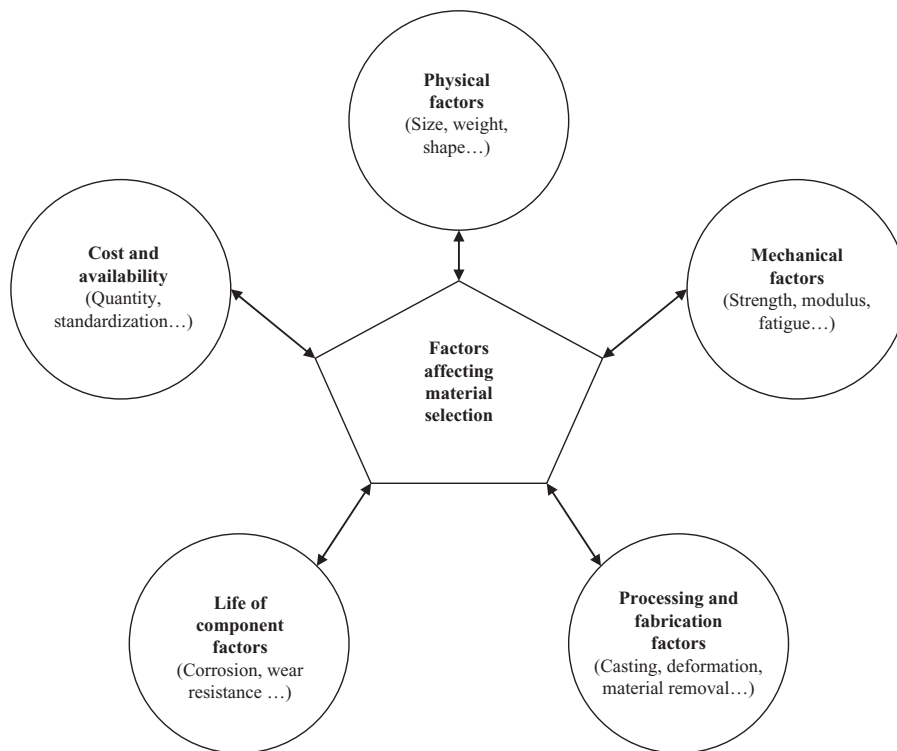 Physical
factors
(Size, weight,
shape…)
Cost and
availability
(Quantity,
standardization…)
Mechanical
factors
(Strength, modulus,
fatigue…)
Factors
affecting
material
selection
Life of
component
factors
(Corrosion, wear
resistance …)
Processing and
fabrication
factors
(Casting, deformation,
material removal…)